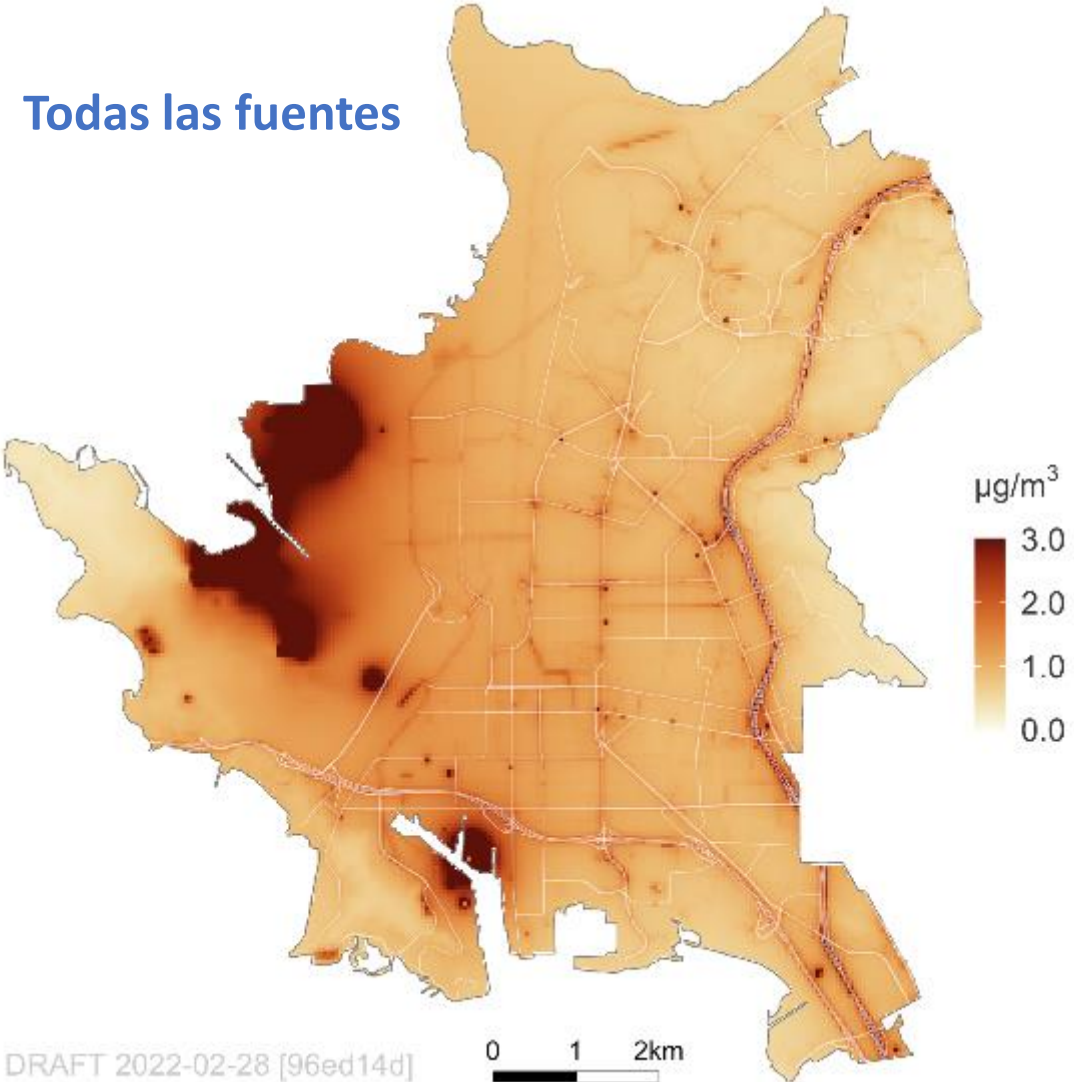 Todas las fuentes
µg/m³
3.0
2.0
1.0
0.0
0 1 2km
DRAFT 2022-02-28 [96ed14d]